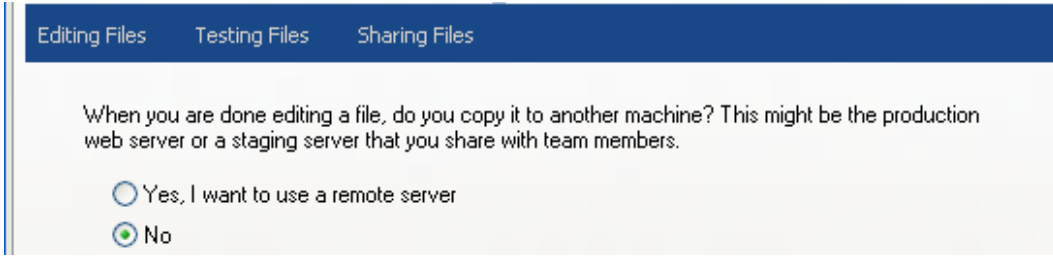 Editing Files Testing Files Sharing Files
When you are done editing a file, do you copy it to another machine? This might be the production
web server or a staging server that you share with team members.
Yes, I want to use a remote server
No